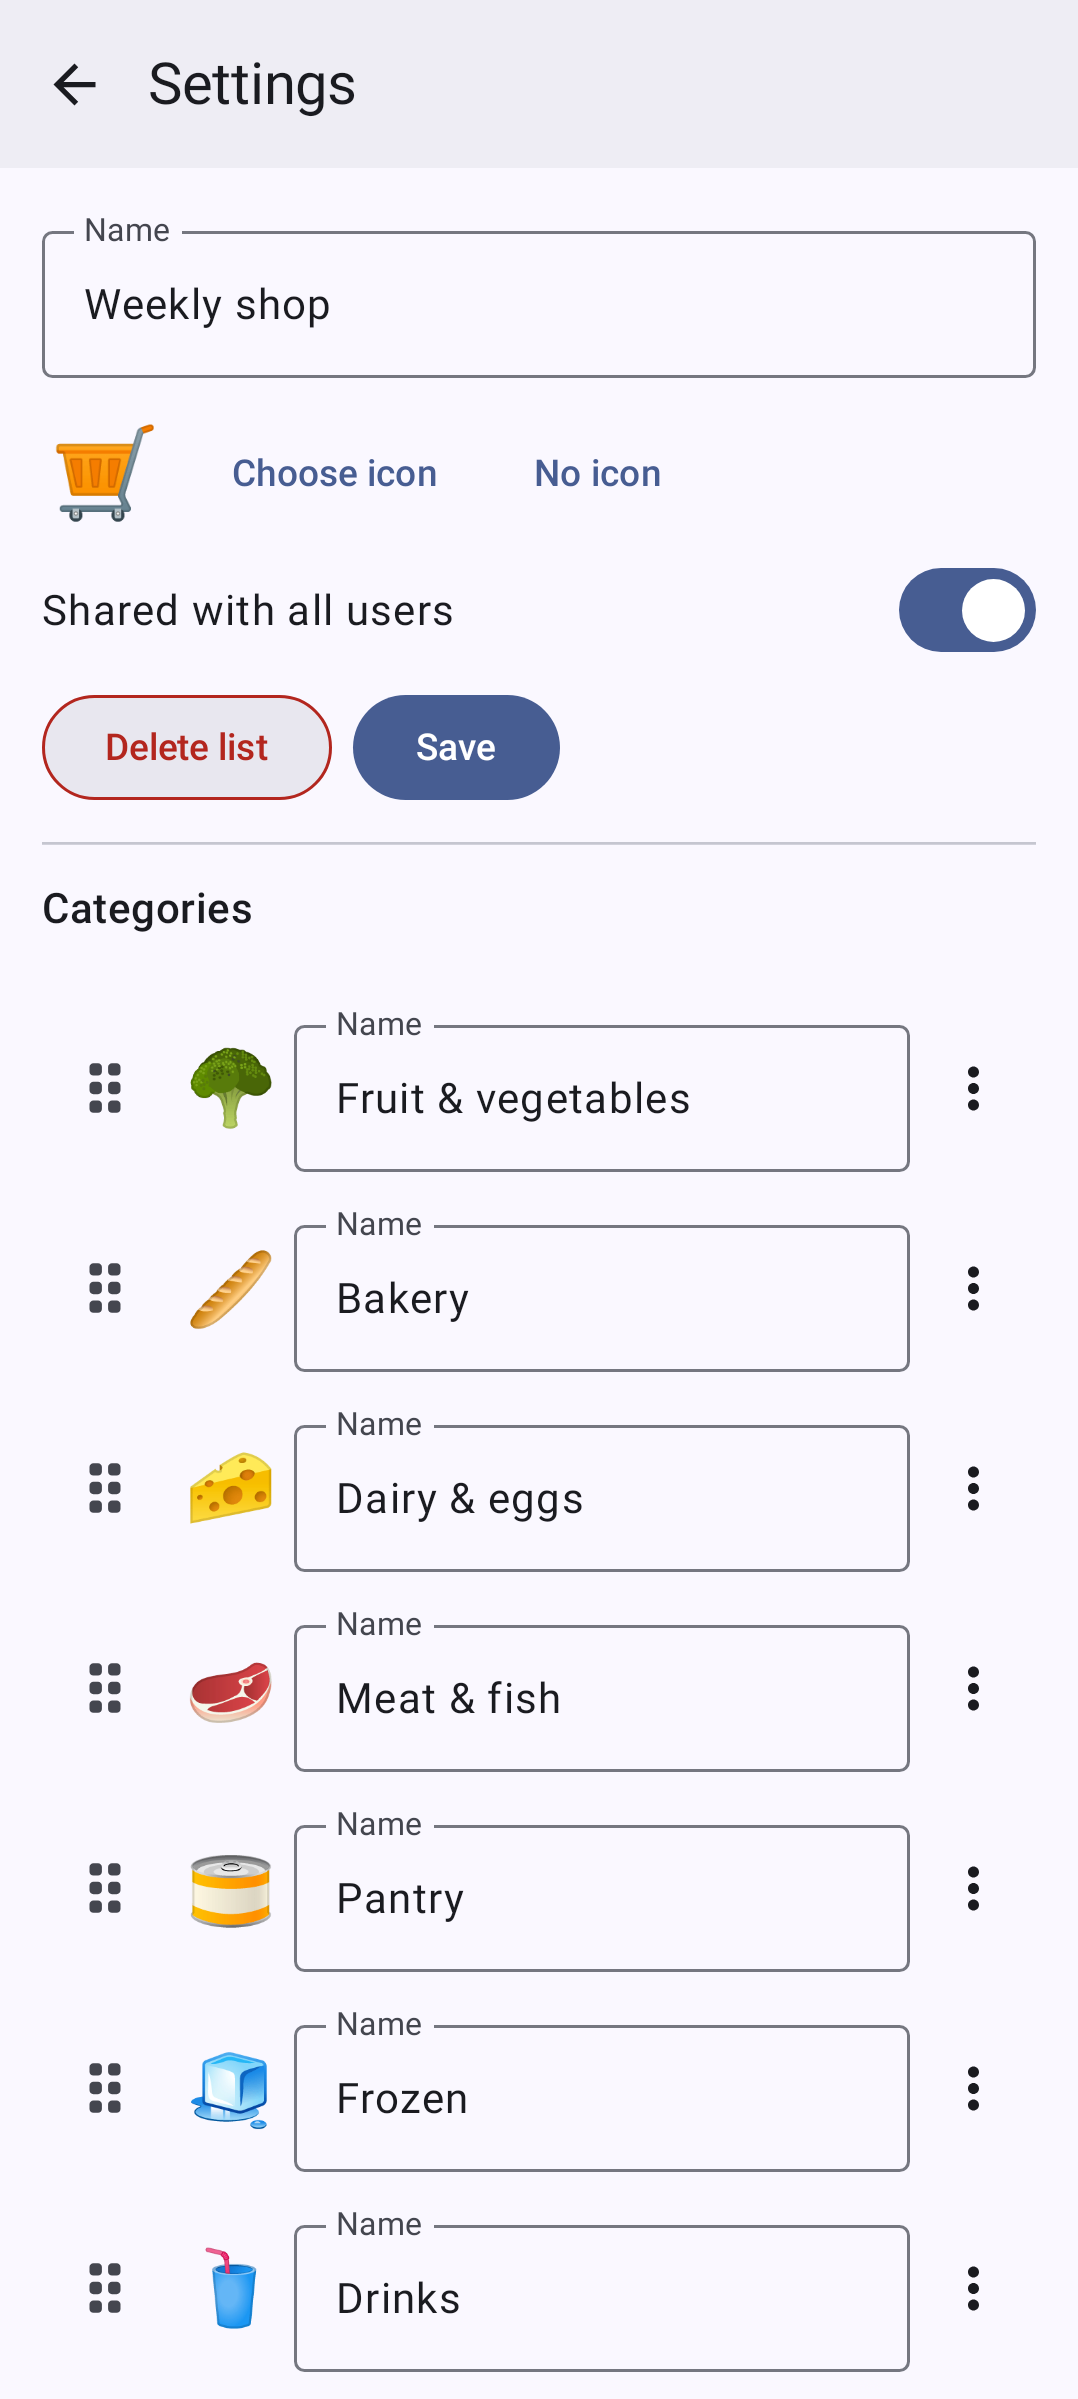 Settings
Name
Weekly shop
Choose icon No icon
Shared with all users
Delete list Save
Categories
Name
Fruit & vegetables
Name
Bakery
Name
Dairy & eggs
Name
Meat & fish
Name
Pantry
Name
Frozen
Name
Drinks